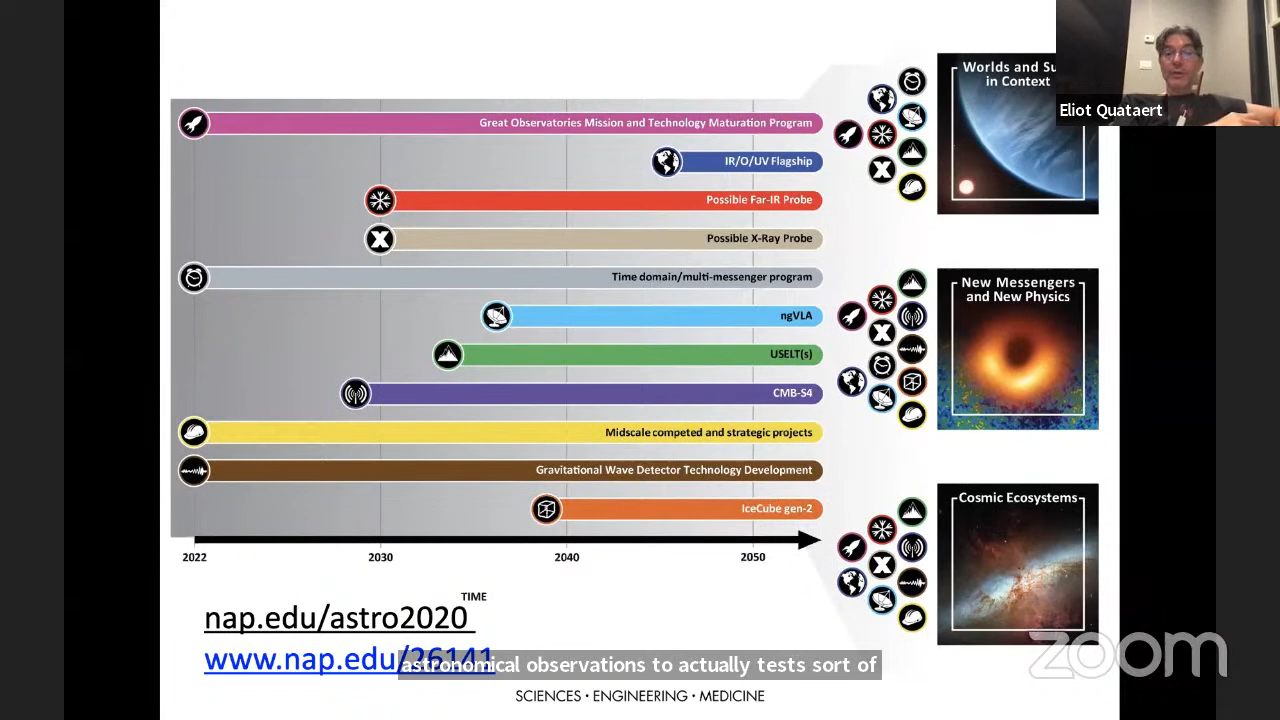 Worlds and Su
in Context
Eliot Quataert
Great Observatories Mission and Technology Maturation Program
IR/O/UV Flagship
Possible Far-IR Probe
Possible X-Ray Probe
Time domain/multi-messenger program
ngVLA
USELT(s)
CMB-S4
Midscale competed and strategic projects
Gravitational Wave Detector Technology Development
IceCube gen-2
2022 2030 2040 2050
TIME
New Messengers
and New Physics
Cosmic Ecosystems
nap.edu/astro2020
www.nap.edu/26141
astronomical observations to actually tests sort of
SCIENCES · ENGINEERING · MEDICINE
zoom